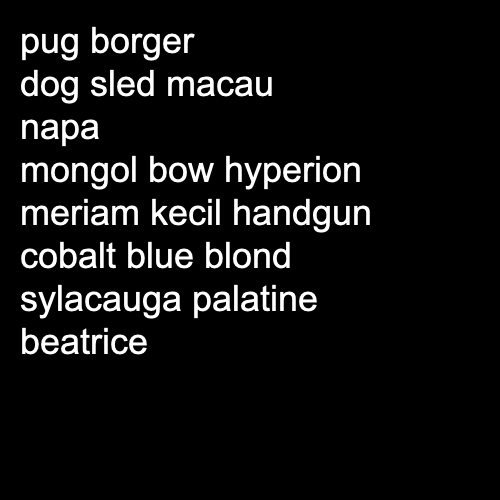 pug borger
dog sled macau
napa
mongol bow hyperion
meriam kecil handgun
cobalt blue blond
sylacauga palatine
beatrice